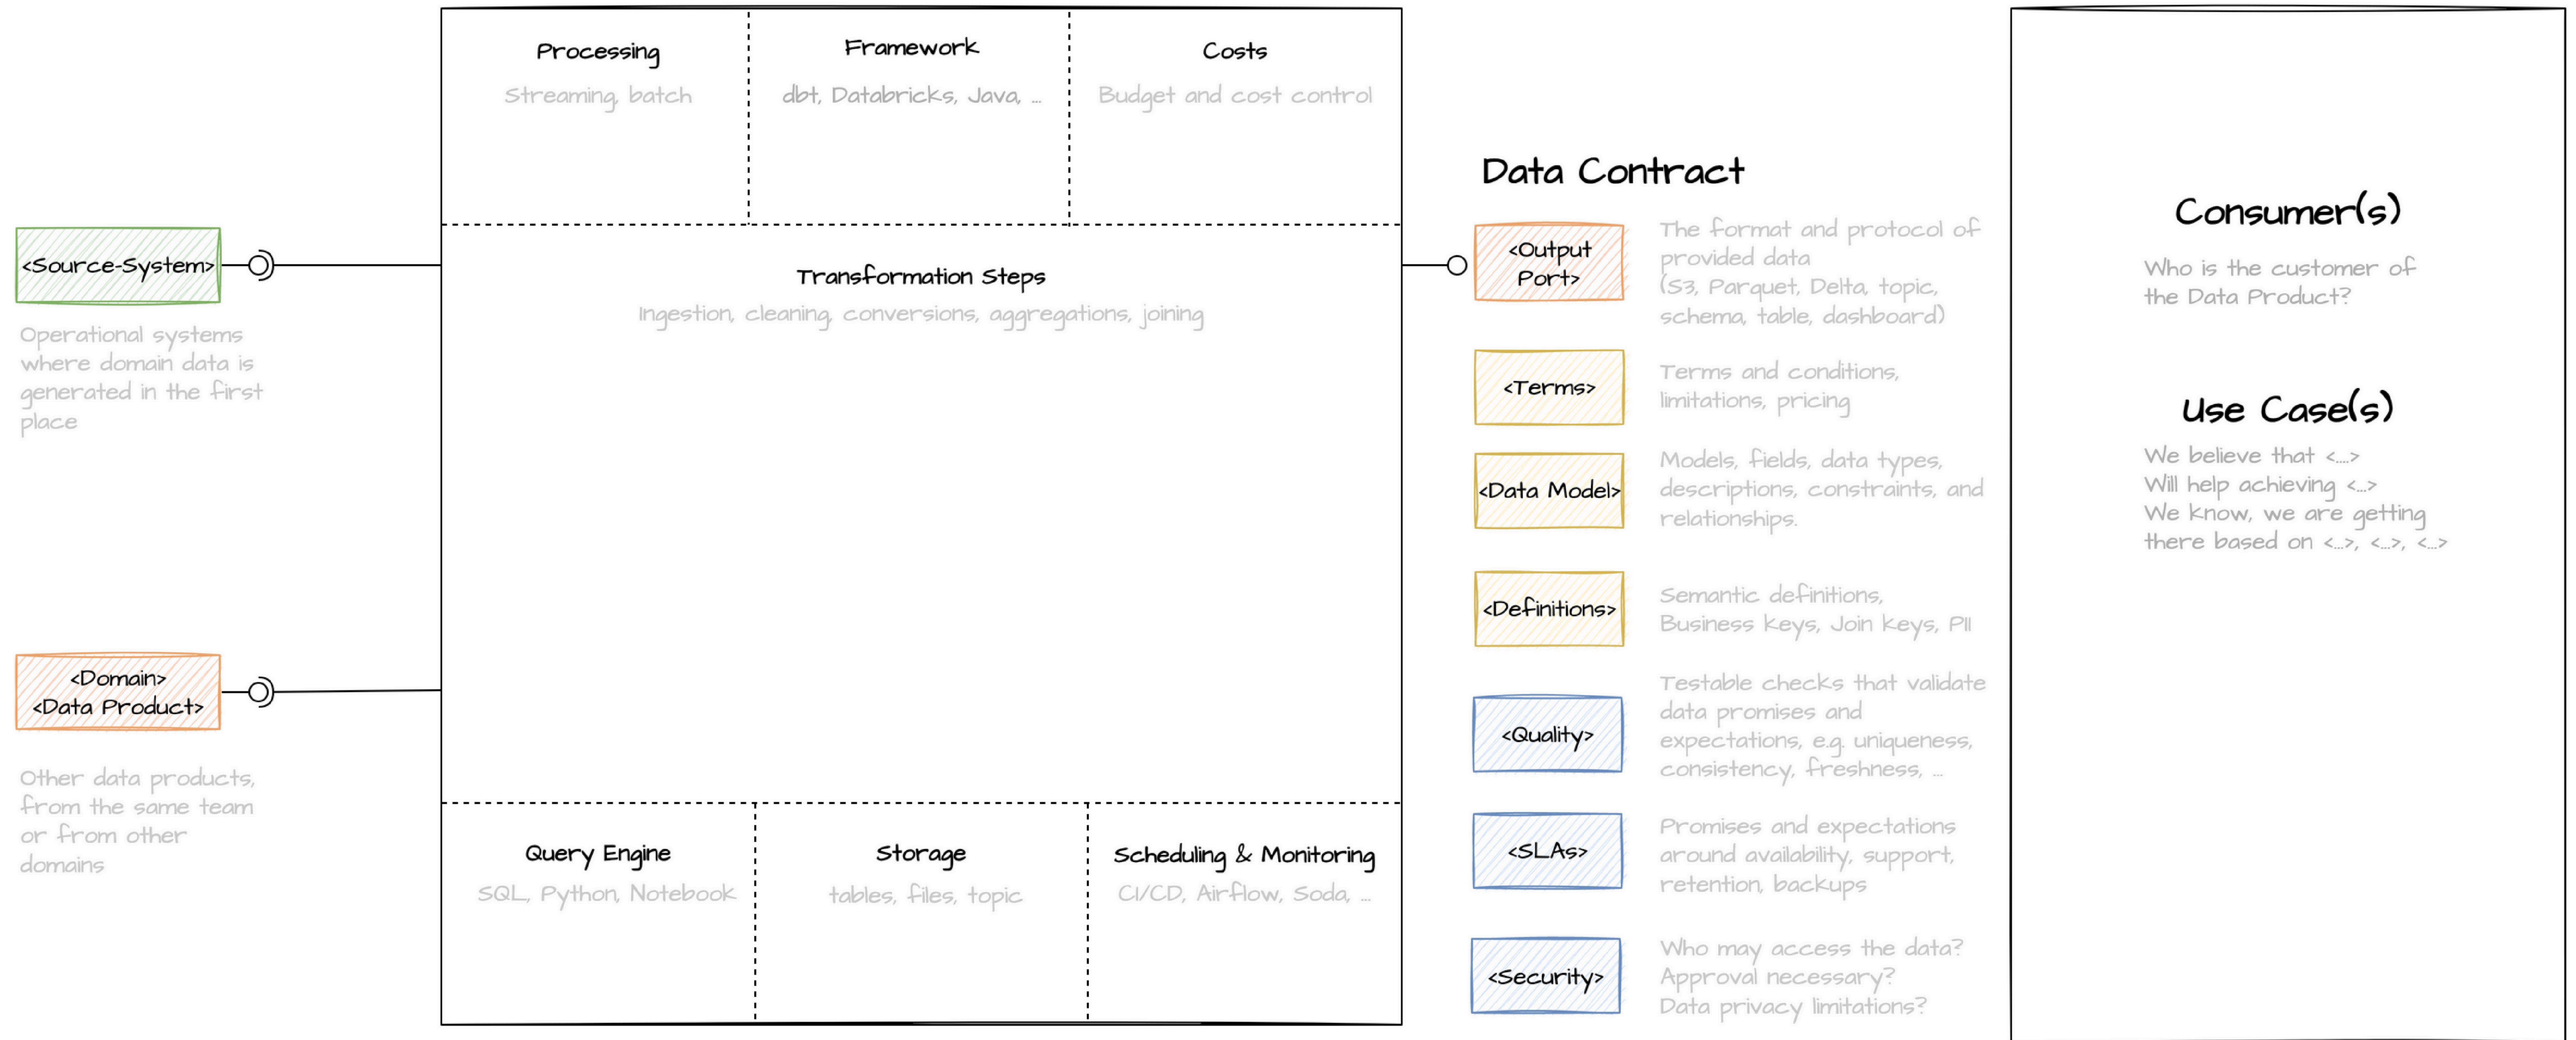 <Source-System>
Operational systems
where domain data is
generated in the first
place
<Domain>
<Data Product>
Other data products,
from the same team
or from other
domains
Processing
Streaming, batch
Framework
dbt, Databricks, Java, ...
Costs
Budget and cost control
Transformation Steps
Ingestion, cleaning, conversions, aggregations, joining
Query Engine
SQL, Python, Notebook
Storage
tables, files, topic
Scheduling & Monitoring
CI/CD, Airflow, Soda, ...
Data Contract
<Output
Port>
The format and protocol of
provided data
(S3, Parquet, Delta, topic,
schema, table, dashboard)
<Terms>
Terms and conditions,
limitations, pricing
<Data Model>
Models, fields, data types,
descriptions, constraints, and
relationships.
<Definitions>
Semantic definitions,
Business keys, Join keys, PII
<Quality>
Testable checks that validate
data promises and
expectations, e.g. uniqueness,
consistency, freshness, ...
<SLAs>
Promises and expectations
around availability, support,
retention, backups
<Security>
Who may access the data?
Approval necessary?
Data privacy limitations?
Consumer(s)
Who is the customer of
the Data Product?
Use Case(s)
We believe that <....>
Will help achieving <...>
We know, we are getting
there based on <...>, <...>, <...>